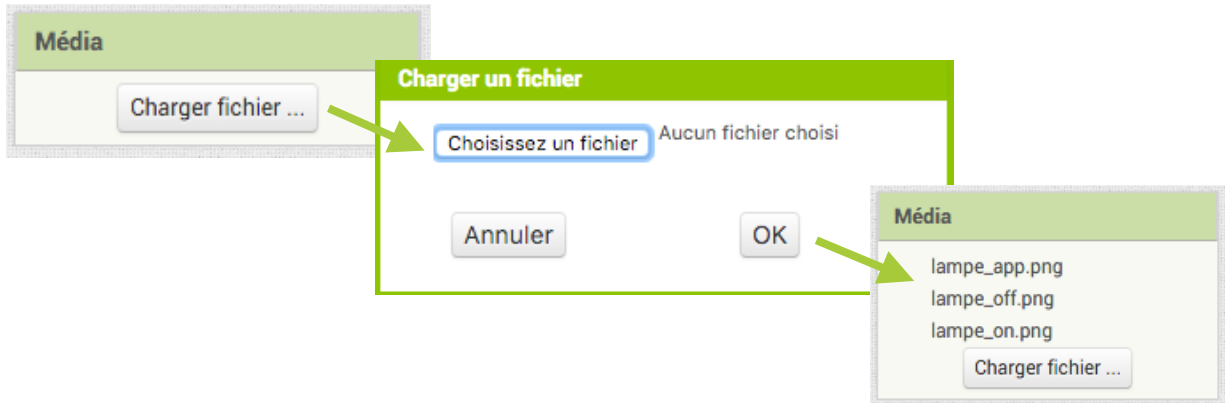 Média
Charger fichier ...
Charger un fichier
Choisissez un fichier Aucun fichier choisi
Annuler OK
Média
lampe_app.png
lampe_off.png
lampe_on.png
Charger fichier ...